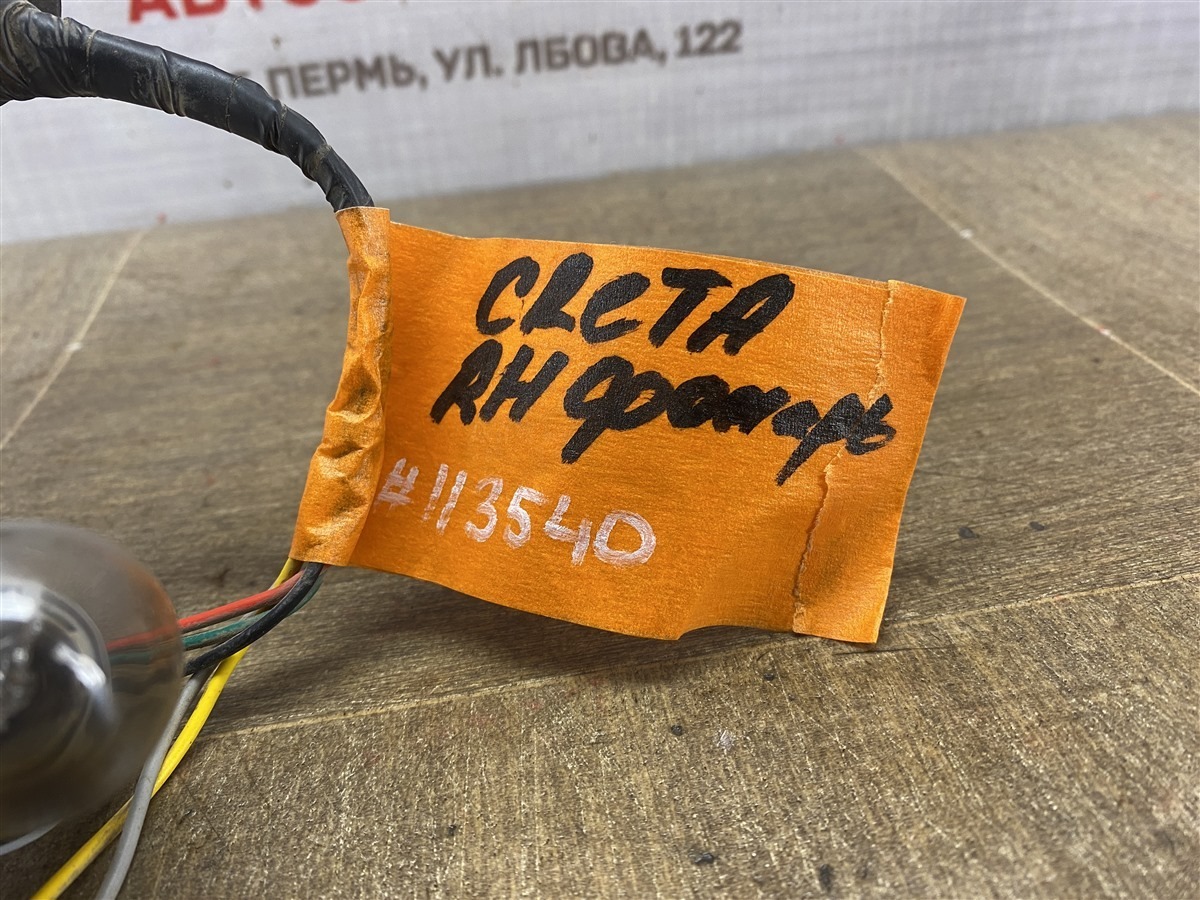 ПЕРМЬ, УЛ. ЛБОВА, 122
CRETA
RH фонарь
#113540